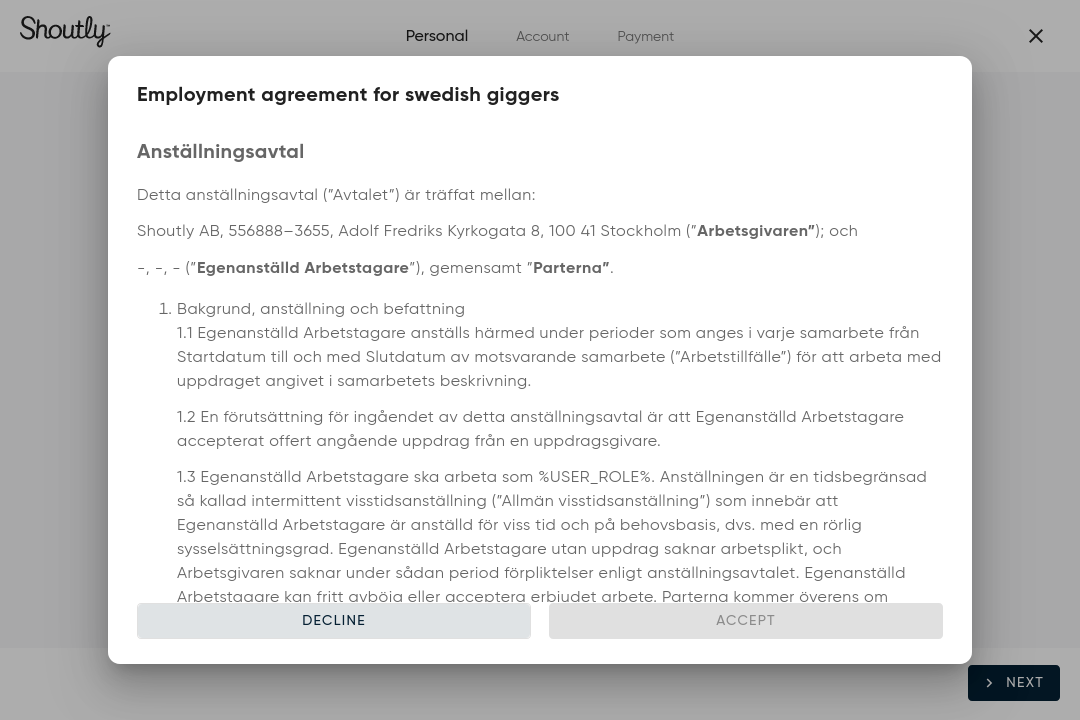 Shoutly
Personal
Account
Payment
Employment agreement for swedish giggers
Anställningsavtal
Detta anställningsavtal (”Avtalet”) är träffat mellan:
Shoutly AB, 556888–3655, Adolf Fredriks Kyrkogata 8, 100 41 Stockholm (”Arbetsgivaren”); och
-, -, - (”Egenanställd Arbetstagare”), gemensamt ”Parterna”.
1. Bakgrund, anställning och befattning
1.1 Egenanställd Arbetstagare anställs härmed under perioder som anges i varje samarbete från
Startdatum till och med Slutdatum av motsvarande samarbete (”Arbetstillfälle”) för att arbeta med
uppdraget angivet i samarbetets beskrivning.
1.2 En förutsättning för ingåendet av detta anställningsavtal är att Egenanställd Arbetstagare
accepterat offert angående uppdrag från en uppdragsgivare.
1.3 Egenanställd Arbetstagare ska arbeta som %USER_ROLE%. Anställningen är en tidsbegränsad
så kallad intermittent visstidsanställning (”Allmän visstidsanställning”) som innebär att
Egenanställd Arbetstagare är anställd för viss tid och på behovsbasis, dvs. med en rörlig
sysselsättningsgrad. Egenanställd Arbetstagare utan uppdrag saknar arbetsplikt, och
Arbetsgivaren saknar under sådan period förpliktelser enligt anställningsavtalet. Egenanställd
Arbetstagare kan fritt avböja eller acceptera erbjudet arbete. Parterna kommer överens om
DECLINE
ACCEPT
NEXT